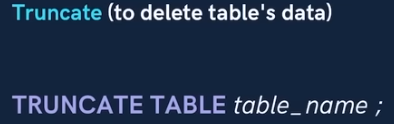 Truncate (to delete table's data)
TRUNCATE TABLE table_name ;